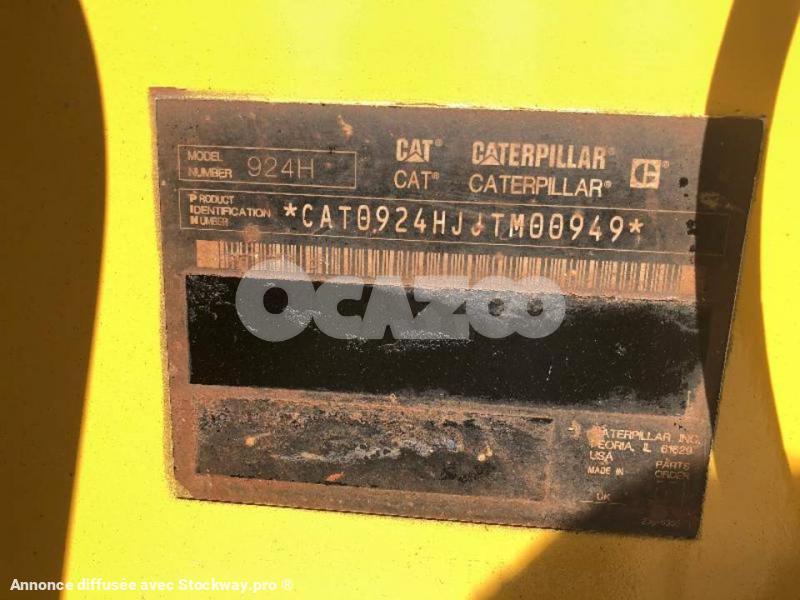 MODEL NUMBER 924H
CAT® CATERPILLAR®
CAT® CATERPILLAR®
PRODUCT IDENTIFICATION NUMBER *CAT0924HJJTM00949*
OCAZOO
CATERPILLAR INC.
PEORIA, IL 61629
USA
MADE IN
PARTS ORDER
UK
Annonce diffusée avec Stockway.pro ®